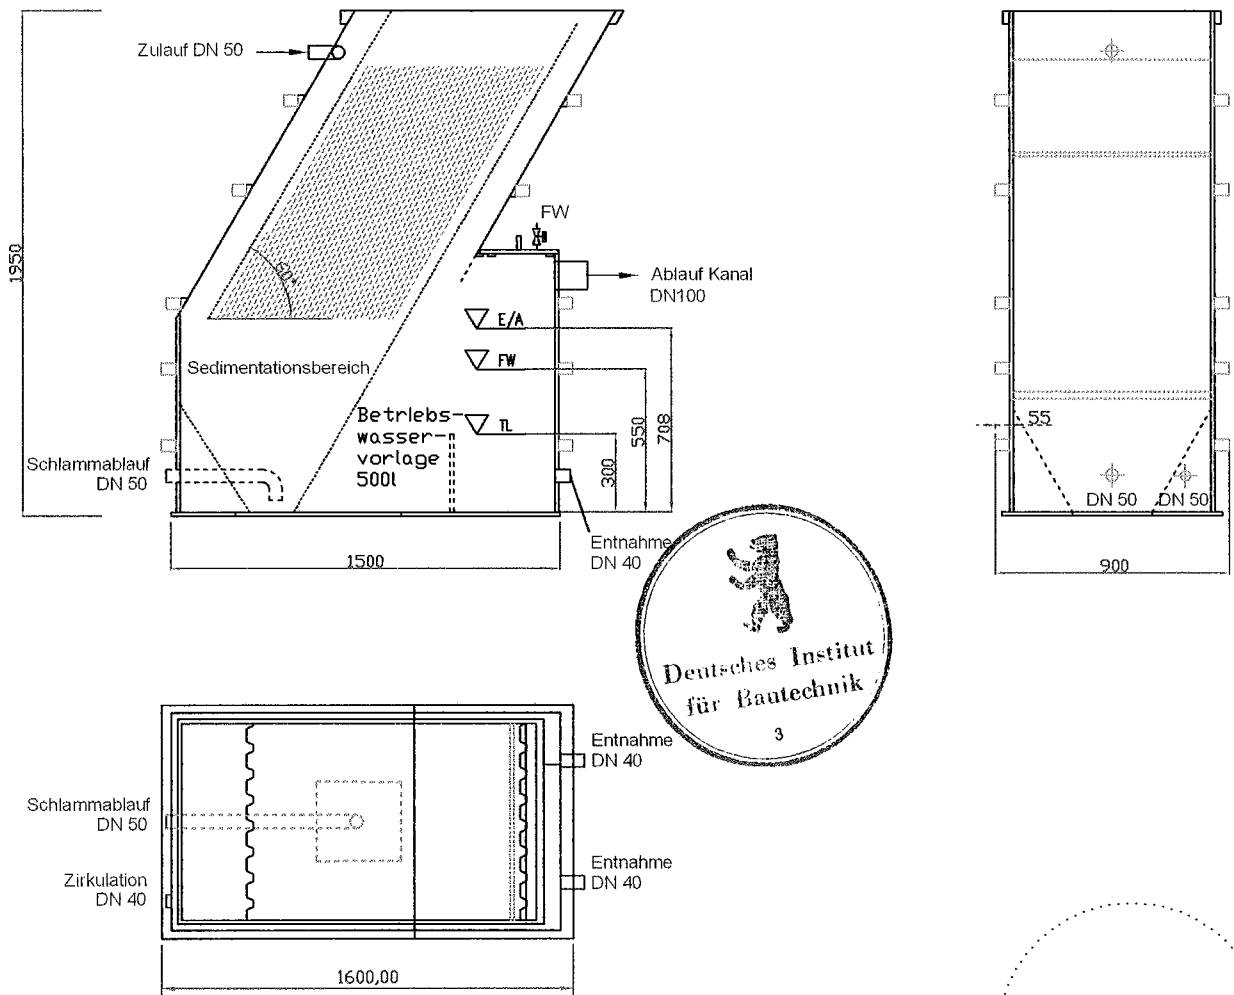 Zulauf DN 50
FW
1950
60°
Ablauf Kanal
DN100
E/A
Sedimentationsbereich
FW
Betriebs-
wasser-
vorlage
500l
TL
300
550
708
55
Schlammablauf
DN 50
DN 50
DN 50
Entnahme
DN 40
1500
900
Deutsches Institut
für Bautechnik
3
Entnahme
DN 40
Schlammablauf
DN 50
Zirkulation
DN 40
Entnahme
DN 40
1600,00